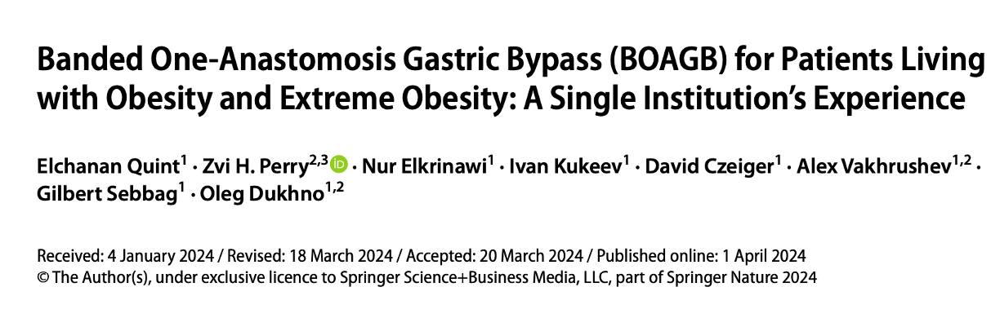 Banded One-Anastomosis Gastric Bypass (BOAGB) for Patients Living
with Obesity and Extreme Obesity: A Single Institution’s Experience
Elchanan Quint1 · Zvi H. Perry2,3 iD · Nur Elkrinawi1 · Ivan Kukeev1 · David Czeiger1 · Alex Vakhrushev1,2 ·
Gilbert Sebbag1 · Oleg Dukhno1,2
Received: 4 January 2024 / Revised: 18 March 2024 / Accepted: 20 March 2024 / Published online: 1 April 2024
© The Author(s), under exclusive licence to Springer Science+Business Media, LLC, part of Springer Nature 2024